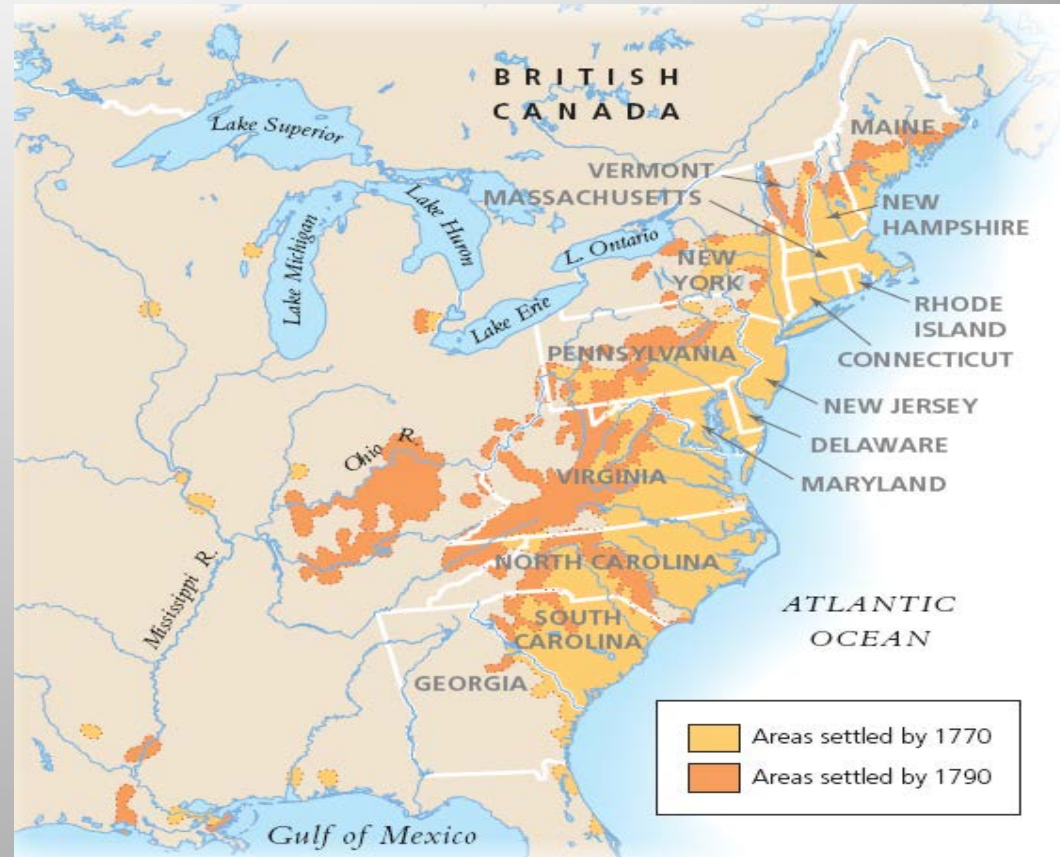 BRITISH
CANADA
Lake Superior
MAINE
VERMONT
MASSACHUSETTS
Lake Huron
Lake Michigan
NEW
HAMPSHIRE
L. Ontario
NEW
YORK
Lake Erie
RHODE
ISLAND
PENNSYLVANIA
CONNECTICUT
NEW JERSEY
DELAWARE
Ohio R.
VIRGINIA
MARYLAND
NORTH CAROLINA
Mississippi R.
ATLANTIC
OCEAN
SOUTH
CAROLINA
GEORGIA
Areas settled by 1770
Areas settled by 1790
Gulf of Mexico